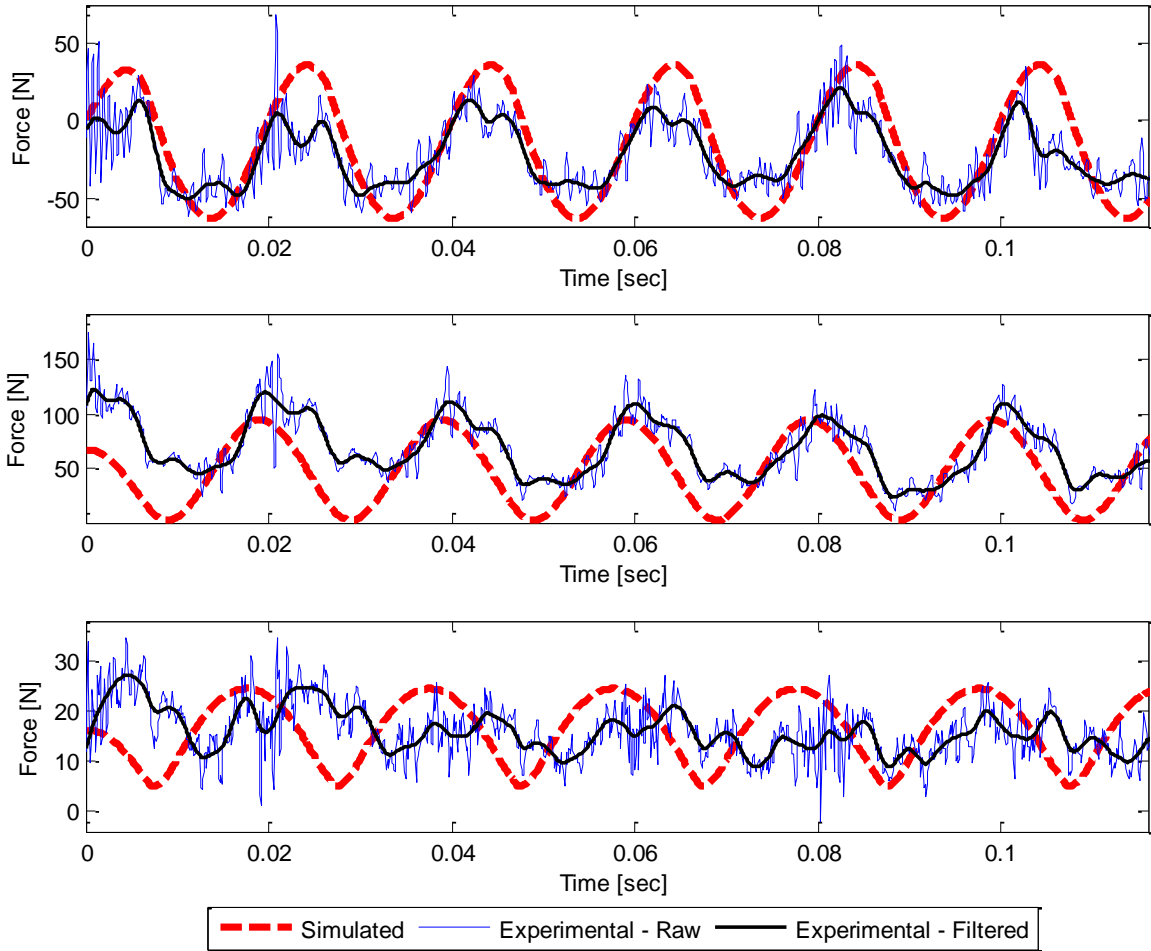 50
0
-50
Force [N]
0 0.02 0.04 0.06 0.08 0.1
Time [sec]
150
100
50
Force [N]
0 0.02 0.04 0.06 0.08 0.1
Time [sec]
30
20
10
0
Force [N]
0 0.02 0.04 0.06 0.08 0.1
Time [sec]
Simulated Experimental - Raw Experimental - Filtered